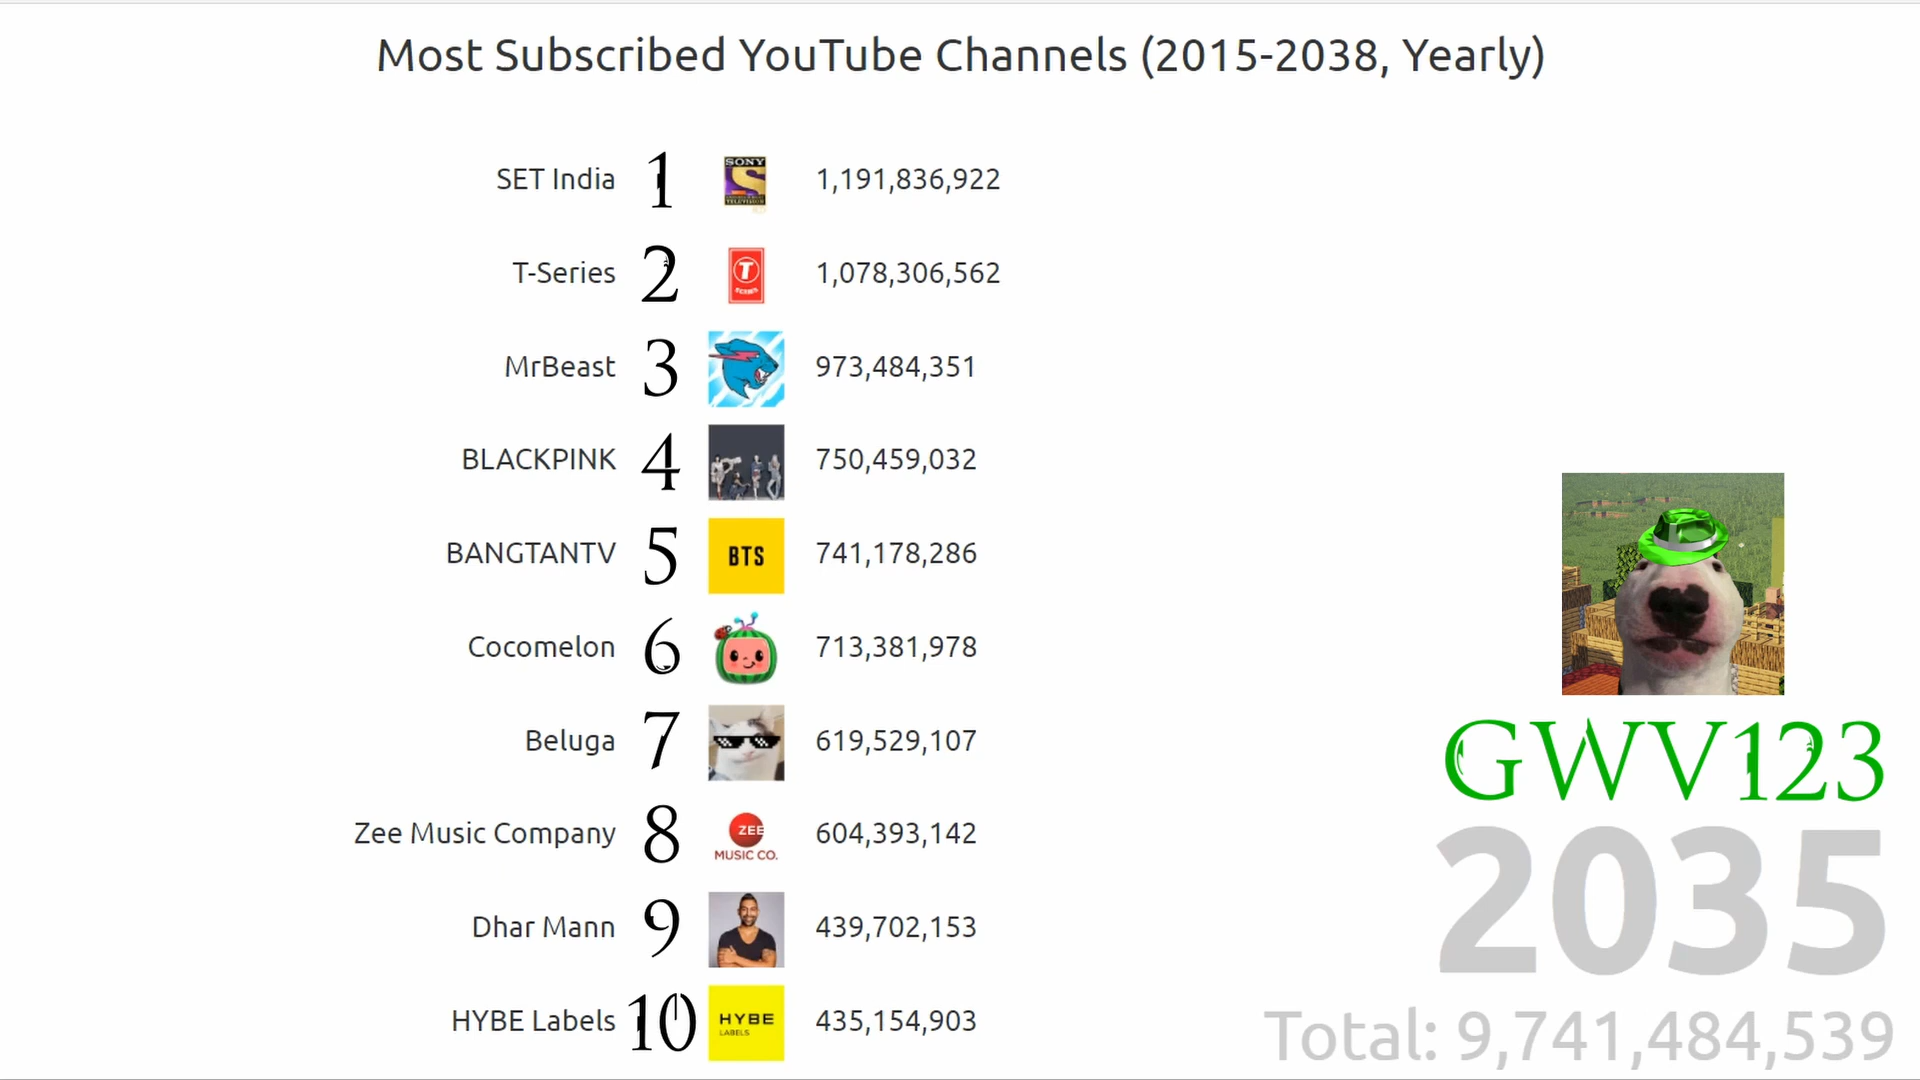 Most Subscribed YouTube Channels (2015-2038, Yearly)
SET India 1 SONY TELEVISION 1,191,836,922
T-Series 2 T SERIES 1,078,306,562
MrBeast 3 973,484,351
BLACKPINK 4 750,459,032
BANGTANTV 5 BTS 741,178,286
Cocomelon 6 713,381,978
Beluga 7 619,529,107
Zee Music Company 8 ZEE MUSIC CO. 604,393,142
Dhar Mann 9 439,702,153
HYBE Labels 10 HYBE LABELS 435,154,903
GWV123
2035
Total: 9,741,484,539